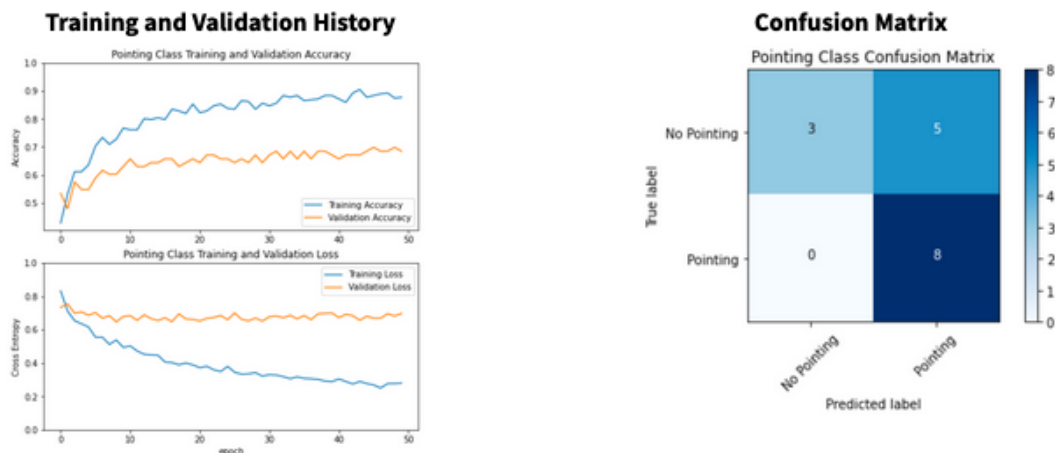 Training and Validation History
Pointing Class Training and Validation Accuracy
1.0
0.9
0.8
0.7
0.6
0.5
Accuracy
Training Accuracy
Validation Accuracy
0 10 20 30 40 50
Pointing Class Training and Validation Loss
1.0
0.8
0.6
0.4
0.2
0.0
Cross Entropy
Training Loss
Validation Loss
0 10 20 30 40 50
epoch
Confusion Matrix
Pointing Class Confusion Matrix
True label
No Pointing
3 5
Pointing
0 8
No Pointing
Pointing
Predicted label
8
7
6
5
4
3
2
1
0